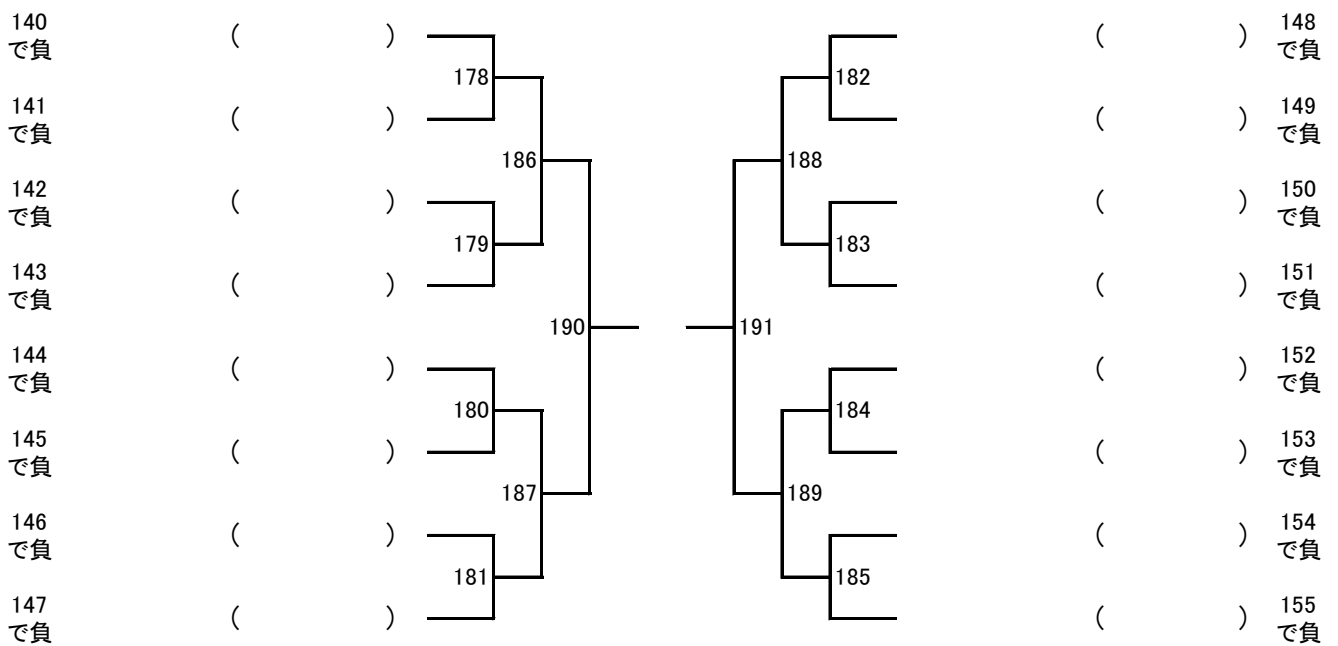 140
で負 ( ) ( ) 148
で負
178 182
141
で負 ( ) ( ) 149
で負
186 188
142
で負 ( ) ( ) 150
で負
179 183
143
で負 ( ) ( ) 151
で負
190 191
144
で負 ( ) ( ) 152
で負
180 184
145
で負 ( ) ( ) 153
で負
187 189
146
で負 ( ) ( ) 154
で負
181 185
147
で負 ( ) ( ) 155
で負